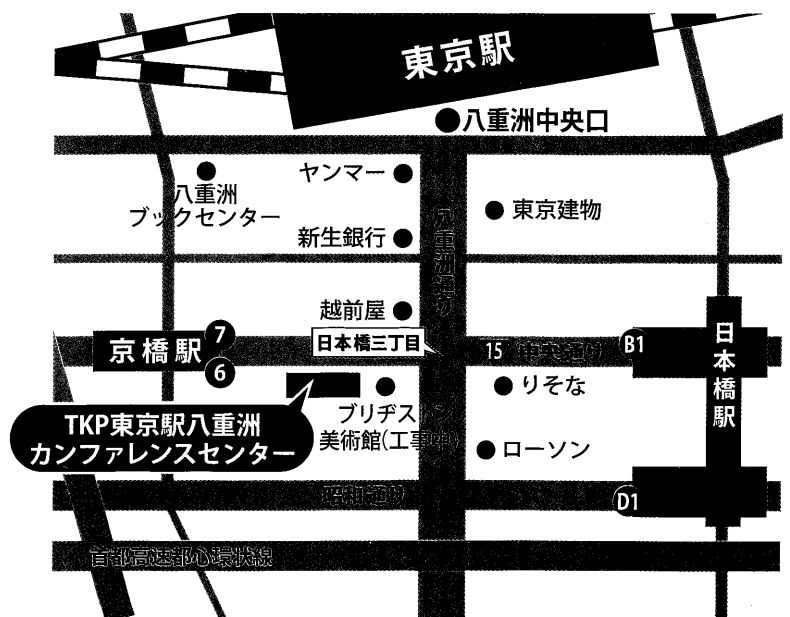 東京駅
八重洲中央口
ヤンマー
八重洲
ブックセンター
東京建物
新生銀行
八重洲通り
越前屋
日本橋三丁目
京橋駅
7
6
15 中央通り
B1
日本橋駅
りそな
ブリヂストン
美術館(工事中)
TKP東京駅八重洲
カンファレンスセンター
ローソン
昭和通り
D1
首都高速都心環状線